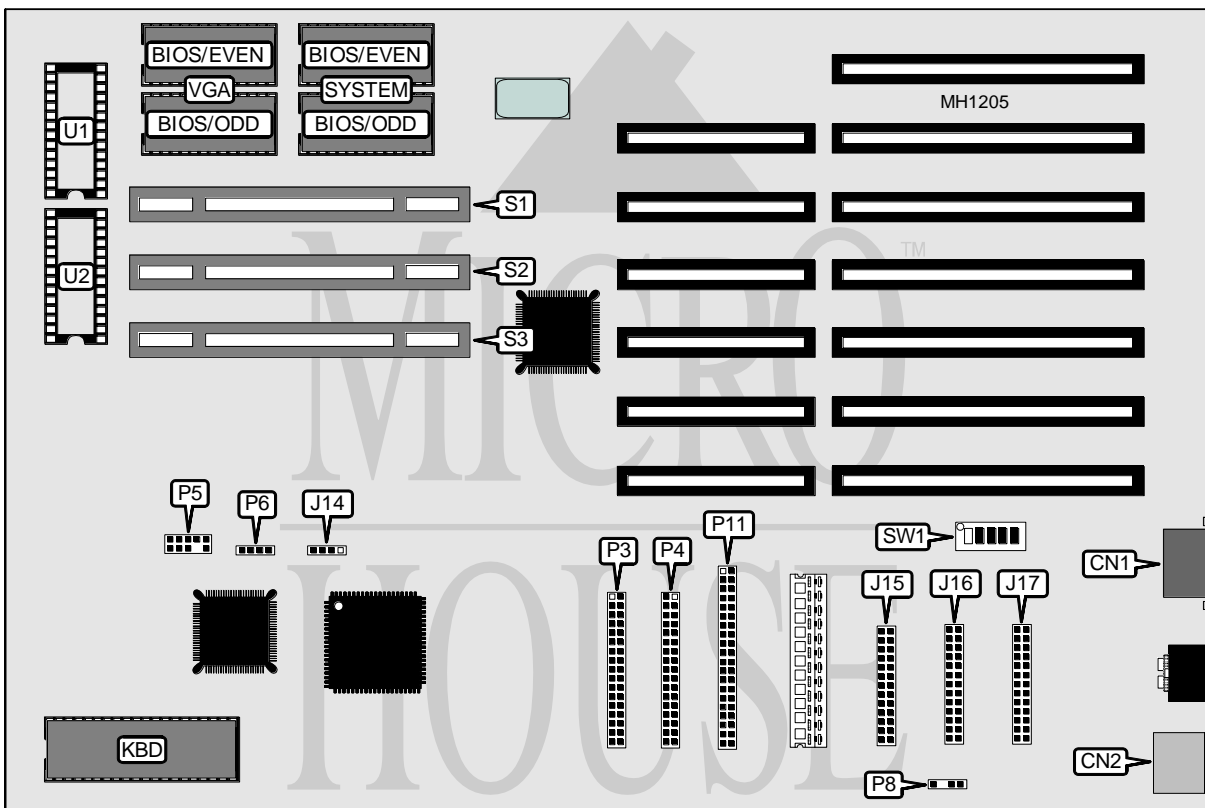 BIOS/EVEN BIOS/EVEN
VGA SYSTEM
BIOS/ODD BIOS/ODD
MH1205
U1
S1
U2
S2
S3
MICRO
HOUSE
TM
P5
P6
J14
P11
SW1
P3
P4
CN1
J15
J16
J17
KBD
CN2
P8